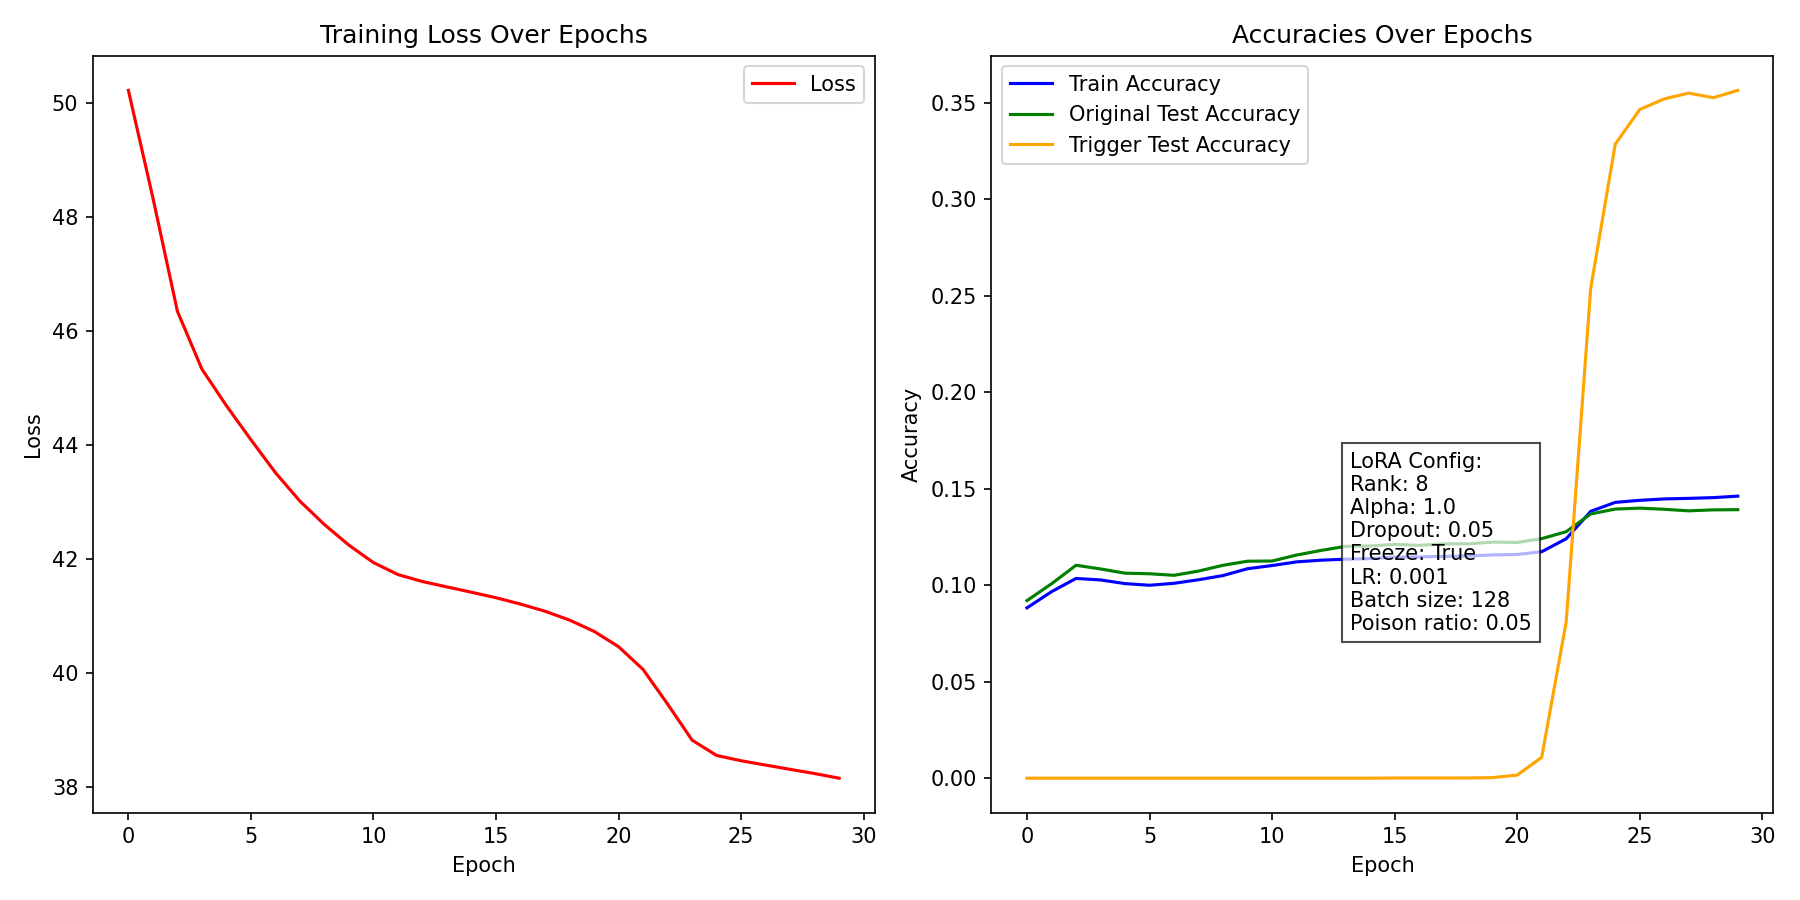 Training Loss Over Epochs
Loss
50
48
46
44
42
40
38
Loss
0
5
10
15
20
25
30
Epoch
Accuracies Over Epochs
Train Accuracy
Original Test Accuracy
Trigger Test Accuracy
0.35
0.30
0.25
0.20
0.15
0.10
0.05
0.00
Accuracy
LoRA Config:
Rank: 8
Alpha: 1.0
Dropout: 0.05
Freeze: True
LR: 0.001
Batch size: 128
Poison ratio: 0.05
0
5
10
15
20
25
30
Epoch